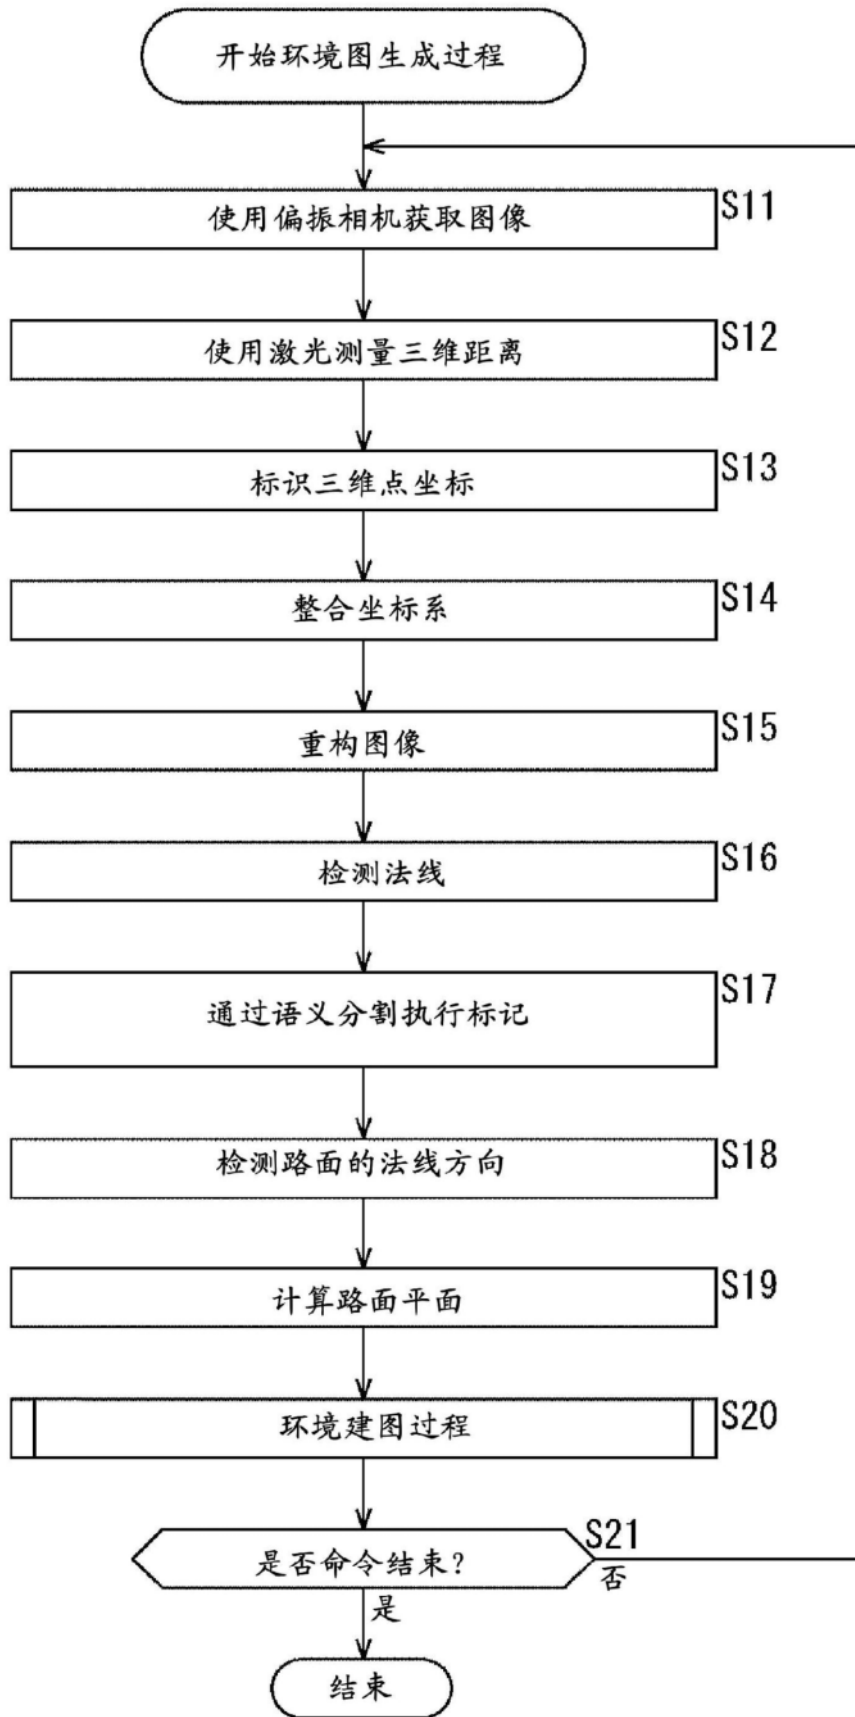 开始环境图生成过程
使用偏振相机获取图像 S11
使用激光测量三维距离 S12
标识三维点坐标 S13
整合坐标系 S14
重构图像 S15
检测法线 S16
通过语义分割执行标记 S17
检测路面的法线方向 S18
计算路面平面 S19
环境建图过程 S20
是否命令结束? S21
否
是
结束